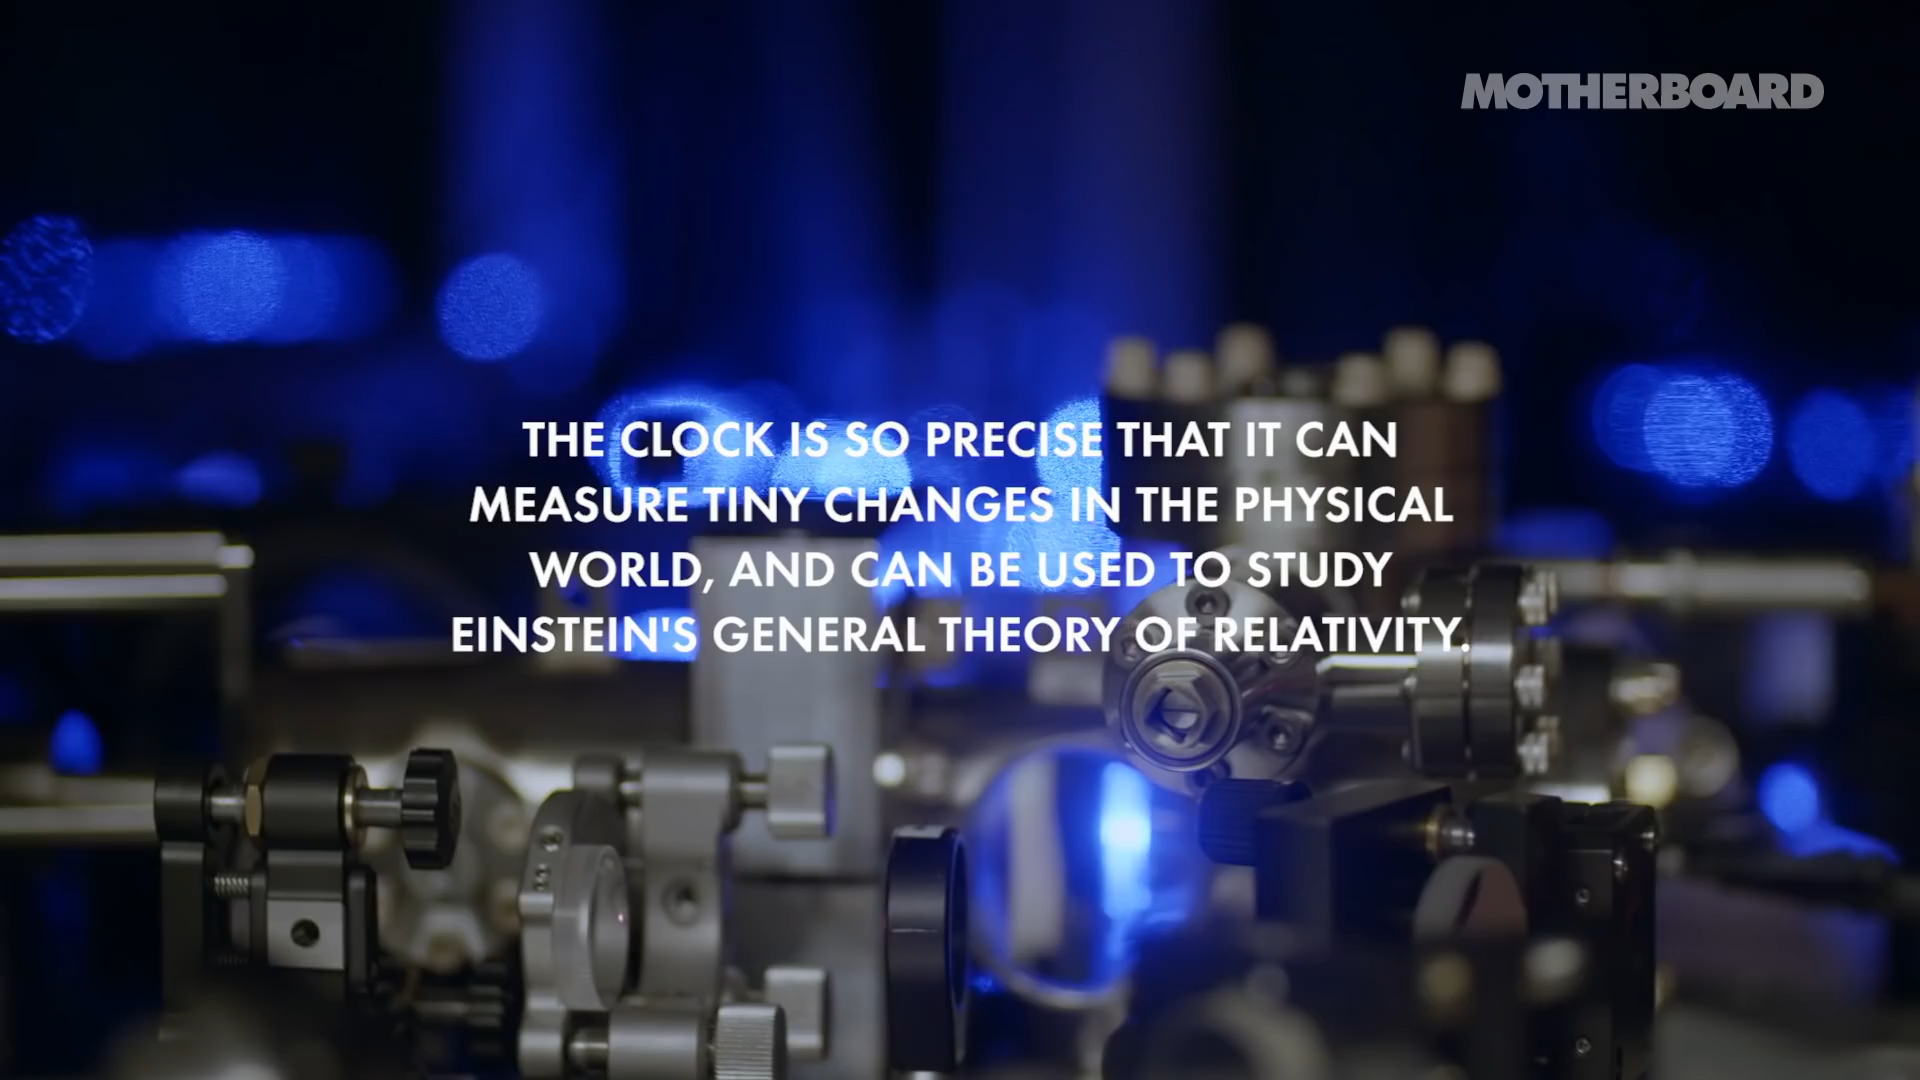 MOTHERBOARD
THE CLOCK IS SO PRECISE THAT IT CAN
MEASURE TINY CHANGES IN THE PHYSICAL
WORLD, AND CAN BE USED TO STUDY
EINSTEIN'S GENERAL THEORY OF RELATIVITY.